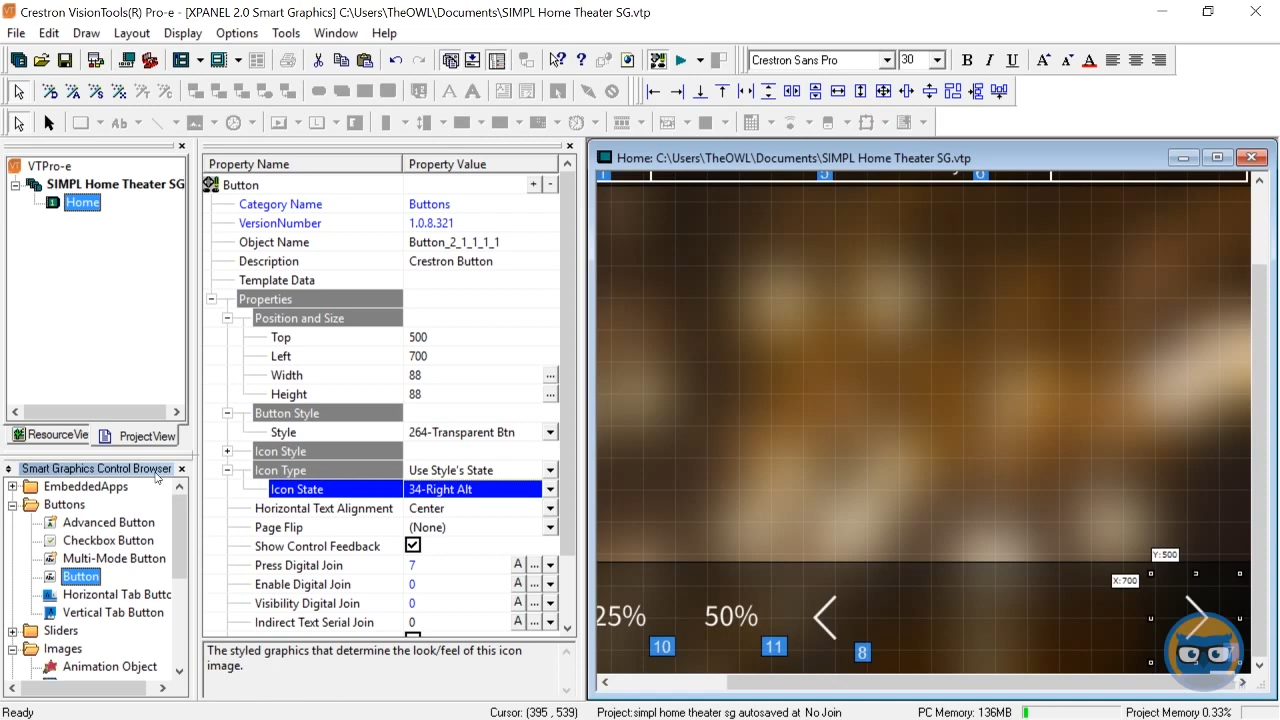 Crestron VisionTools(R) Pro-e - [XPANEL 2.0 Smart Graphics] C:\Users\TheOWL\Documents\SIMPL Home Theater SG.vtp
File Edit Draw Layout Display Options Tools Window Help
Crestron Sans Pro 30 B I U A A A
Ab
VTPro-e
SIMPL Home Theater SG
Home
ResourceVie ProjectView
Smart Graphics Control Browser
EmbeddedApps
Buttons
Advanced Button
Checkbox Button
Multi-Mode Button
Button
Horizontal Tab Butto
Vertical Tab Button
Sliders
Images
Animation Object
Property Name Property Value
Button + -
Category Name Buttons
VersionNumber 1.0.8.321
Object Name Button_2_1_1_1_1
Description Crestron Button
Template Data
Properties
Position and Size
Top 500
Left 700
Width 88 ...
Height 88 ...
Button Style
Style 264-Transparent Btn
Icon Style
Icon Type Use Style's State
Icon State 34-Right Alt
Horizontal Text Alignment Center
Page Flip (None)
Show Control Feedback
Press Digital Join 7 A ...
Enable Digital Join 0 A ...
Visibility Digital Join 0 A ...
Indirect Text Serial Join 0 A ...
The styled graphics that determine the look/feel of this icon
image.
Home: C:\Users\TheOWL\Documents\SIMPL Home Theater SG.vtp
5 6
Y:500
X:700
25% 50%
10 11 8
Ready Cursor: (395 , 539) Project:simpl home theater sg autosaved at No Join PC Memory: 136MB Project Memory 0.33%